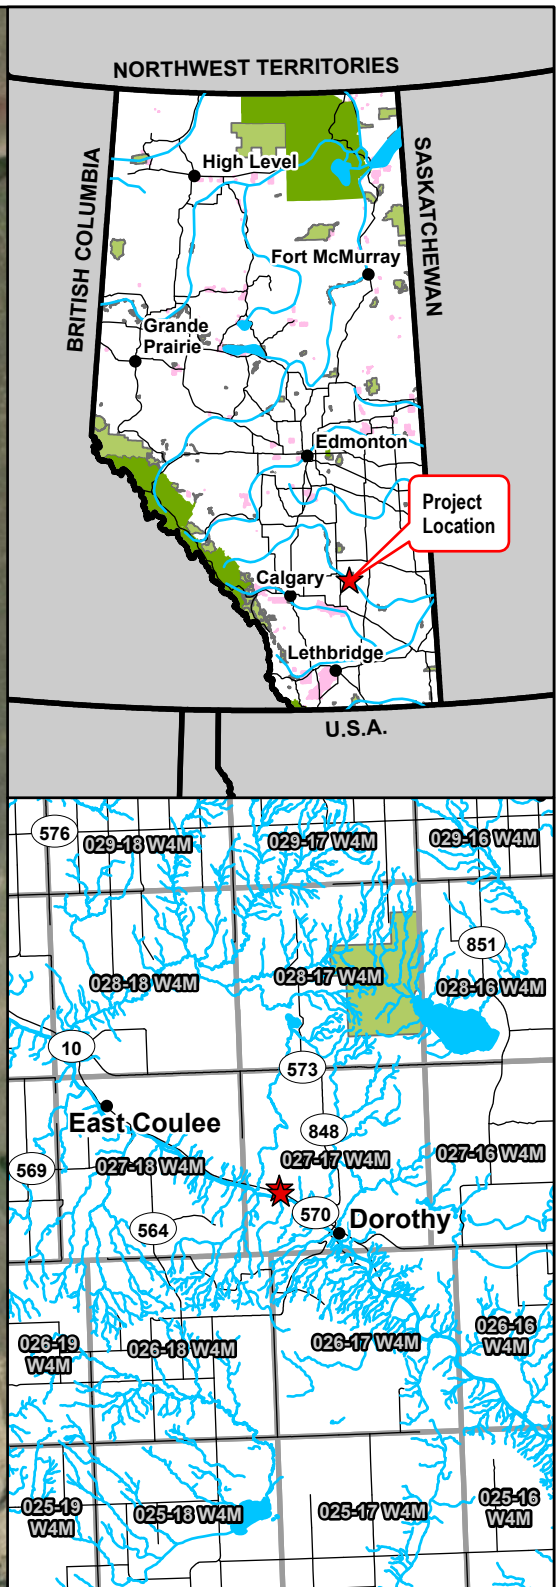 NORTHWEST TERRITORIES
BRITISH COLUMBIA
SASKATCHEWAN
High Level
Fort McMurray
Grande
Prairie
Edmonton
Project
Location
Calgary
Lethbridge
U.S.A.
576
029-18 W4M
029-17 W4M
029-16 W4M
851
028-18 W4M
028-17 W4M
028-16 W4M
10
573
East Coulee
848
027-18 W4M
027-17 W4M
027-16 W4M
569
570
564
Dorothy
026-19
W4M
026-18 W4M
026-17 W4M
026-16
W4M
025-19
W4M
025-18 W4M
025-17 W4M
025-16
W4M